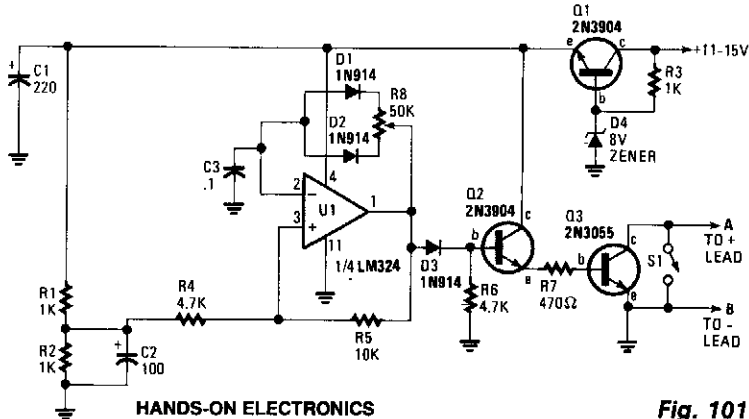 Q1
2N3904
e
c
+11-15V
b
R3
1K
D4
8V
ZENER
C1
220
+
D1
1N914
R8
50K
D2
1N914
C3
.1
4
2
−
U1
1
3
+
11
1/4 LM324
Q2
2N3904
c
b
e
D3
1N914
R6
4.7K
R7
470Ω
Q3
2N3055
c
b
e
S1
A
TO +
LEAD
B
TO -
LEAD
R1
1K
R2
1K
+
C2
100
R4
4.7K
R5
10K
HANDS-ON ELECTRONICS
Fig. 101